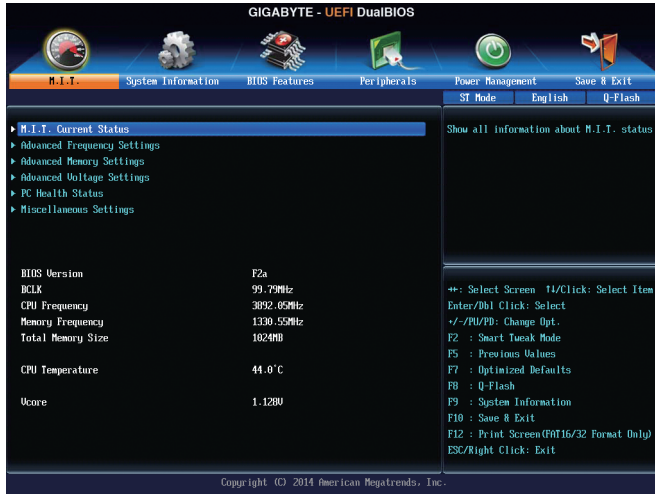 GIGABYTE - UEFI DualBIOS
M.I.T. System Information BIOS Features Peripherals Power Management Save & Exit
ST Mode English Q-Flash
M.I.T. Current Status
Advanced Frequency Settings
Advanced Memory Settings
Advanced Voltage Settings
PC Health Status
Miscellaneous Settings
BIOS Version F2a
BCLK 99.79MHz
CPU Frequency 3892.05MHz
Memory Frequency 1330.55MHz
Total Memory Size 1024MB
CPU Temperature 44.0°C
Vcore 1.128V
Show all information about M.I.T. status
→←: Select Screen ↑↓/Click: Select Item
Enter/Dbl Click: Select
+/-/PU/PD: Change Opt.
F2 : Smart Tweak Mode
F5 : Previous Values
F7 : Optimized Defaults
F8 : Q-Flash
F9 : System Information
F10 : Save & Exit
F12 : Print Screen(FAT16/32 Format Only)
ESC/Right Click: Exit
Copyright (C) 2014 American Megatrends, Inc.